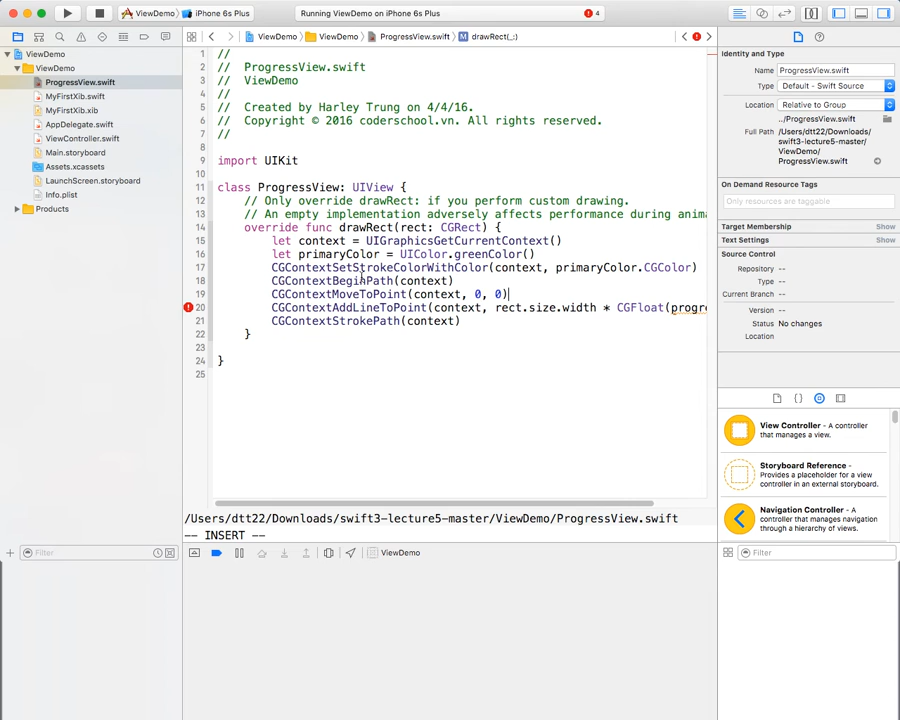 ViewDemo
iPhone 6s Plus
Running ViewDemo on iPhone 6s Plus
4
ViewDemo
ViewDemo
ProgressView.swift
MyFirstXib.swift
MyFirstXib.xib
AppDelegate.swift
ViewController.swift
Main.storyboard
Assets.xcassets
LaunchScreen.storyboard
Info.plist
Products
Filter
ViewDemo
ViewDemo
ProgressView.swift
M
drawRect(_:)
1 //
2 // ProgressView.swift
3 // ViewDemo
4 //
5 // Created by Harley Trung on 4/4/16.
6 // Copyright © 2016 coderschool.vn. All rights reserved.
7 //
8
9 import UIKit
10
11 class ProgressView: UIView {
12 // Only override drawRect: if you perform custom drawing.
13 // An empty implementation adversely affects performance during anima
14 override func drawRect(rect: CGRect) {
15 let context = UIGraphicsGetCurrentContext()
16 let primaryColor = UIColor.greenColor()
17 CGContextSetStrokeColorWithColor(context, primaryColor.CGColor)
18 CGContextBeginPath(context)
19 CGContextMoveToPoint(context, 0, 0)
20 CGContextAddLineToPoint(context, rect.size.width * CGFloat(progre
21 CGContextStrokePath(context)
22 }
23
24 }
25
/Users/dtt22/Downloads/swift3-lecture5-master/ViewDemo/ProgressView.swift
-- INSERT --
ViewDemo
Identity and Type
Name ProgressView.swift
Type Default - Swift Source
Location Relative to Group
../ProgressView.swift
Full Path /Users/dtt22/Downloads/
swift3-lecture5-master/
ViewDemo/
ProgressView.swift
On Demand Resource Tags
Only resources are taggable
Target Membership Show
Text Settings Show
Source Control
Repository --
Type --
Current Branch --
Version --
Status No changes
Location
View Controller - A
controller that manages a view.
Storyboard Reference -
Provides a placeholder for a view
controller in an external storyboard.
Navigation Controller - A
controller that manages navigation
through a hierarchy of views.
Filter